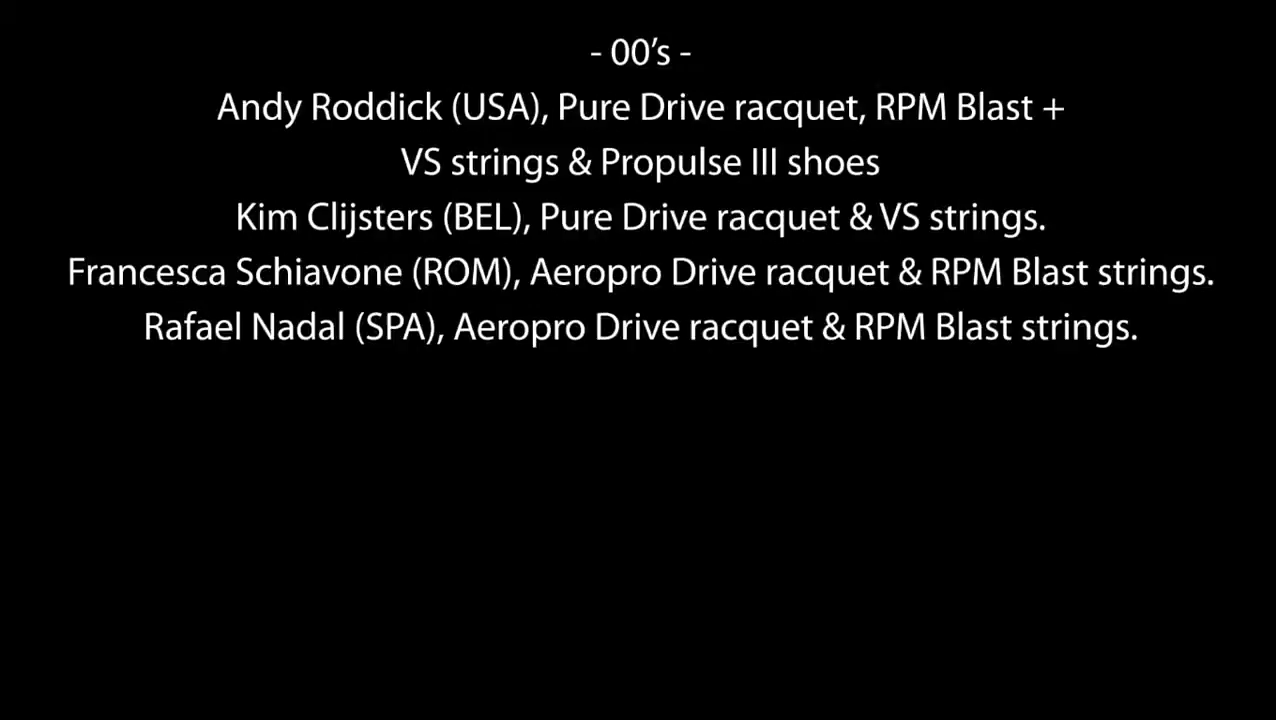 - 00’s -
Andy Roddick (USA), Pure Drive racquet, RPM Blast +
VS strings & Propulse III shoes
Kim Clijsters (BEL), Pure Drive racquet & VS strings.
Francesca Schiavone (ROM), Aeropro Drive racquet & RPM Blast strings.
Rafael Nadal (SPA), Aeropro Drive racquet & RPM Blast strings.